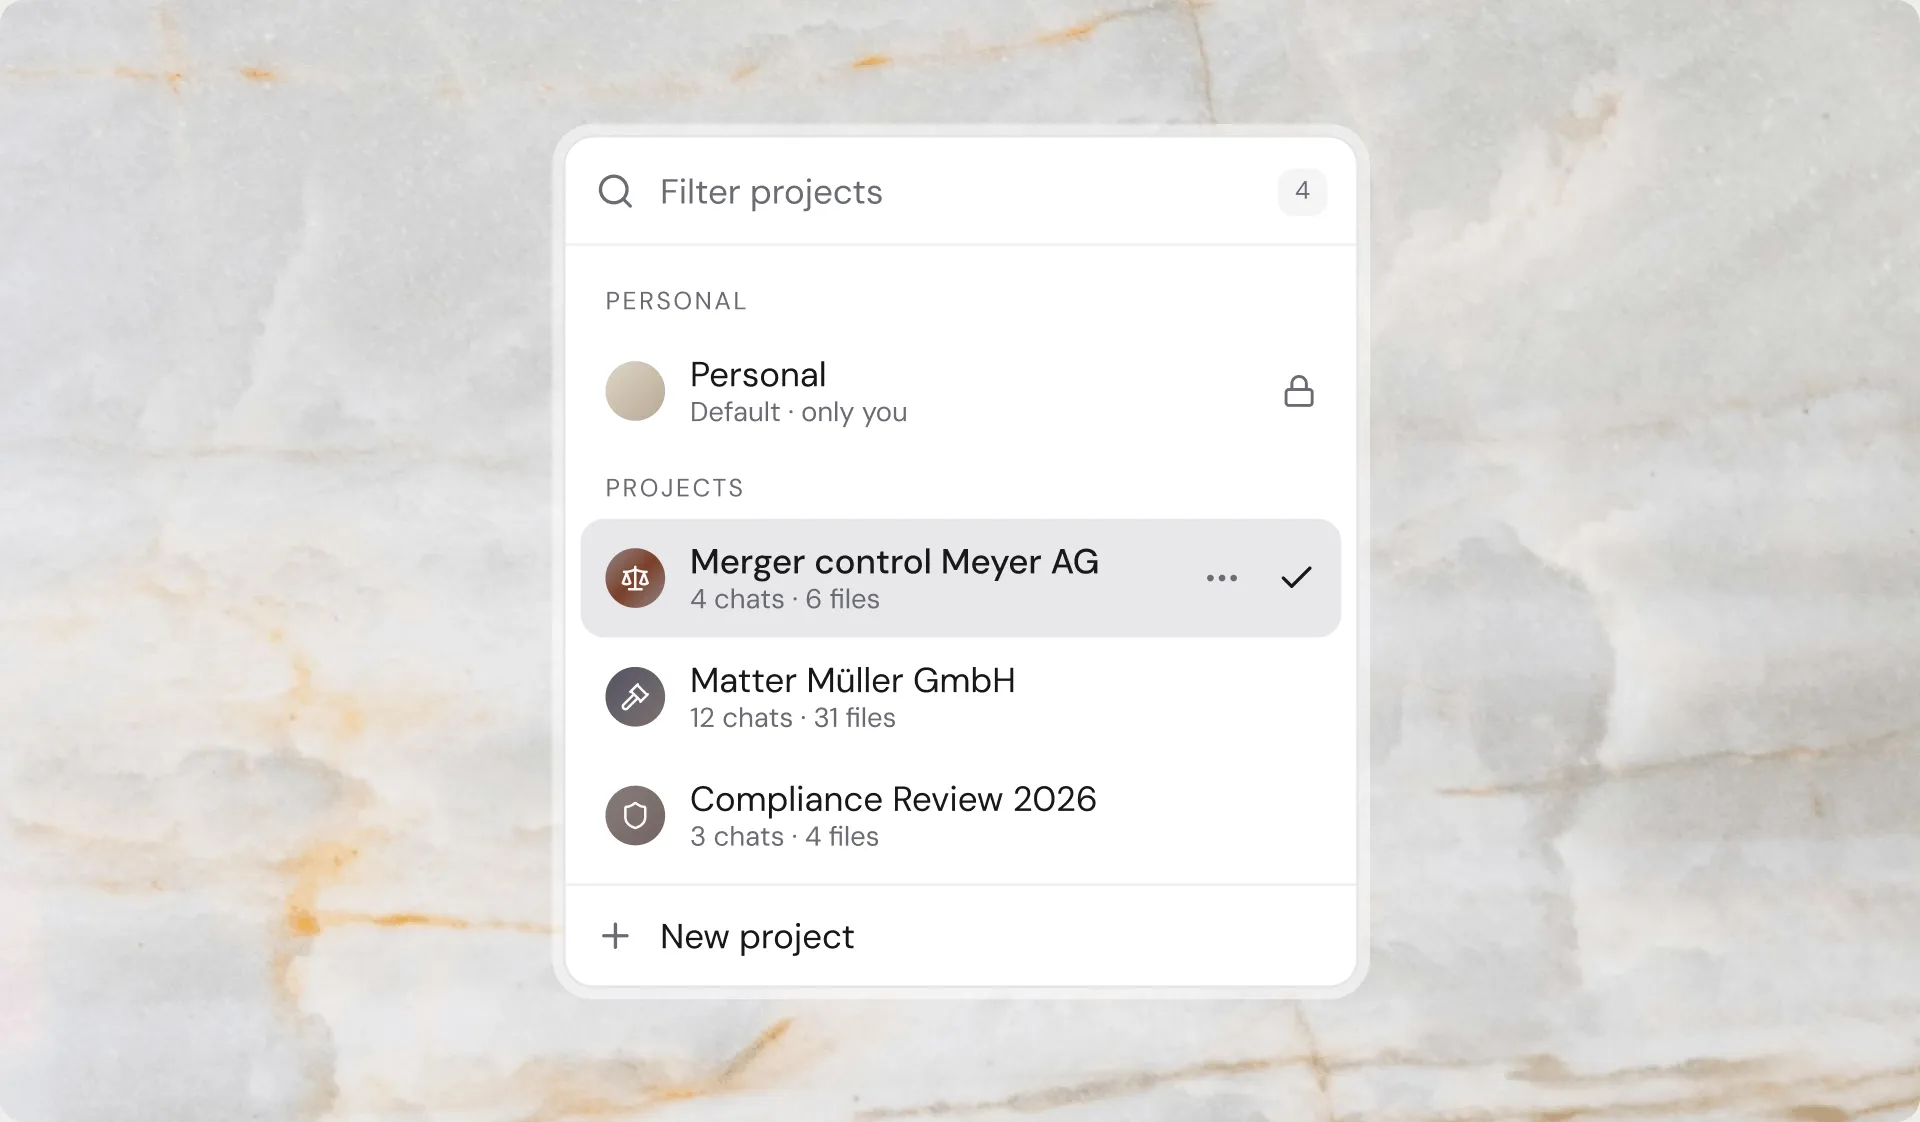 Filter projects
4
PERSONAL
Personal
Default · only you
PROJECTS
Merger control Meyer AG
4 chats · 6 files
Matter Müller GmbH
12 chats · 31 files
Compliance Review 2026
3 chats · 4 files
New project